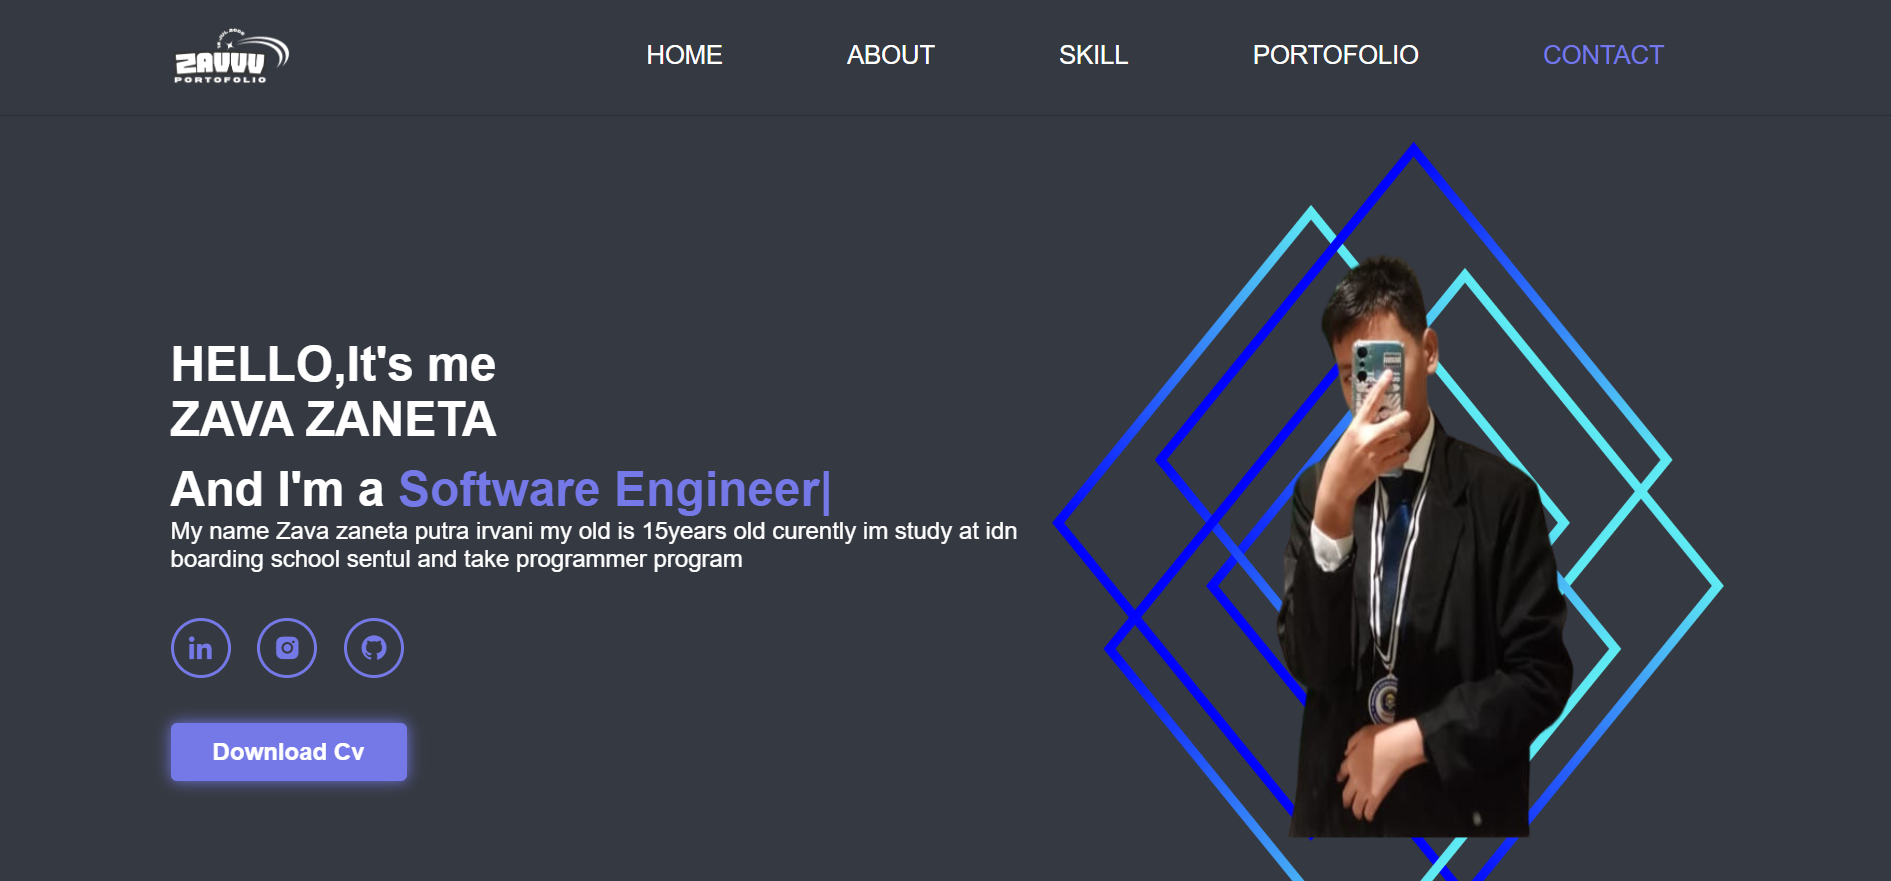 ZAVVV
PORTOFOLIO
HOME
ABOUT
SKILL
PORTOFOLIO
CONTACT
HELLO,It's me
ZAVA ZANETA
And I'm a Software Engineer|
My name Zava zaneta putra irvani my old is 15years old curently im study at idn
boarding school sentul and take programmer program
in
Download Cv